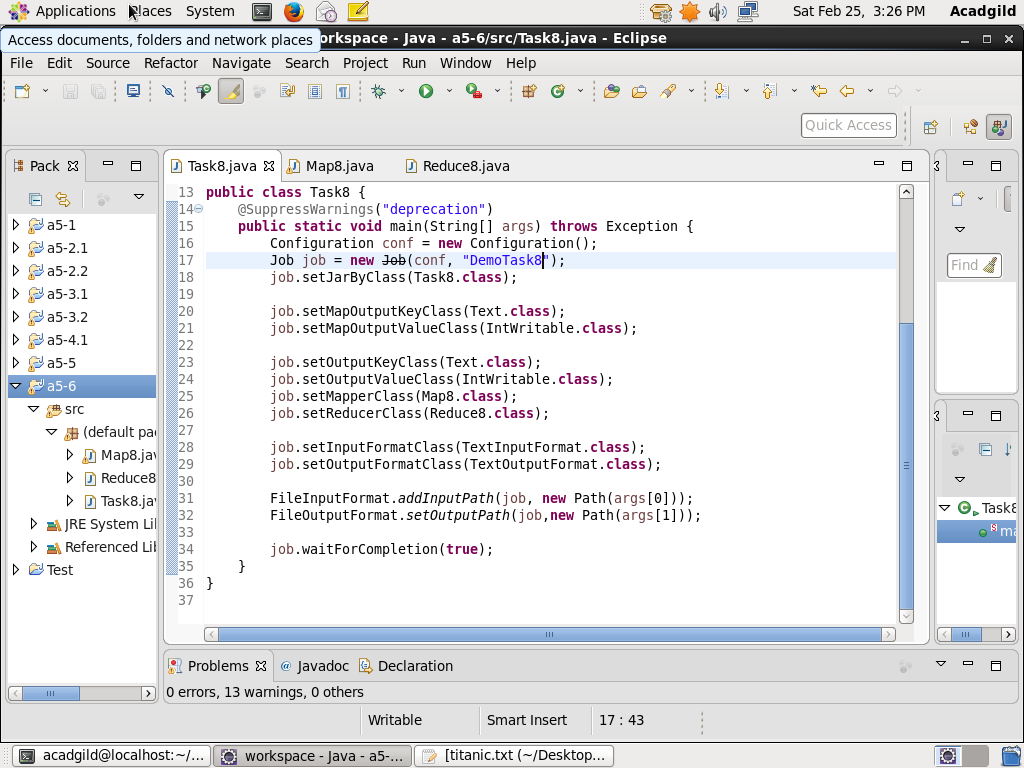 Applications Places System Sat Feb 25, 3:26 PM Acadgild
Access documents, folders and network places
orkspace - Java - a5-6/src/Task8.java - Eclipse
File Edit Source Refactor Navigate Search Project Run Window Help
Quick Access
Pack
Task8.java Map8.java Reduce8.java
a5-1
a5-2.1
a5-2.2
a5-3.1
a5-3.2
a5-4.1
a5-5
a5-6
src
(default pa
Map8.jav
Reduce8
Task8.jav
JRE System Li
Referenced Lib
Test
13 public class Task8 {
14 @SuppressWarnings("deprecation")
15 public static void main(String[] args) throws Exception {
16 Configuration conf = new Configuration();
17 Job job = new Job(conf, "DemoTask8");
18 job.setJarByClass(Task8.class);
19
20 job.setMapOutputKeyClass(Text.class);
21 job.setMapOutputValueClass(IntWritable.class);
22
23 job.setOutputKeyClass(Text.class);
24 job.setOutputValueClass(IntWritable.class);
25 job.setMapperClass(Map8.class);
26 job.setReducerClass(Reduce8.class);
27
28 job.setInputFormatClass(TextInputFormat.class);
29 job.setOutputFormatClass(TextOutputFormat.class);
30
31 FileInputFormat.addInputPath(job, new Path(args[0]));
32 FileOutputFormat.setOutputPath(job,new Path(args[1]));
33
34 job.waitForCompletion(true);
35 }
36 }
37
Find
Task8
S ma
Problems @ Javadoc Declaration
0 errors, 13 warnings, 0 others
Writable Smart Insert 17 : 43
acadgild@localhost:~/... workspace - Java - a5-... [titanic.txt (~/Desktop...